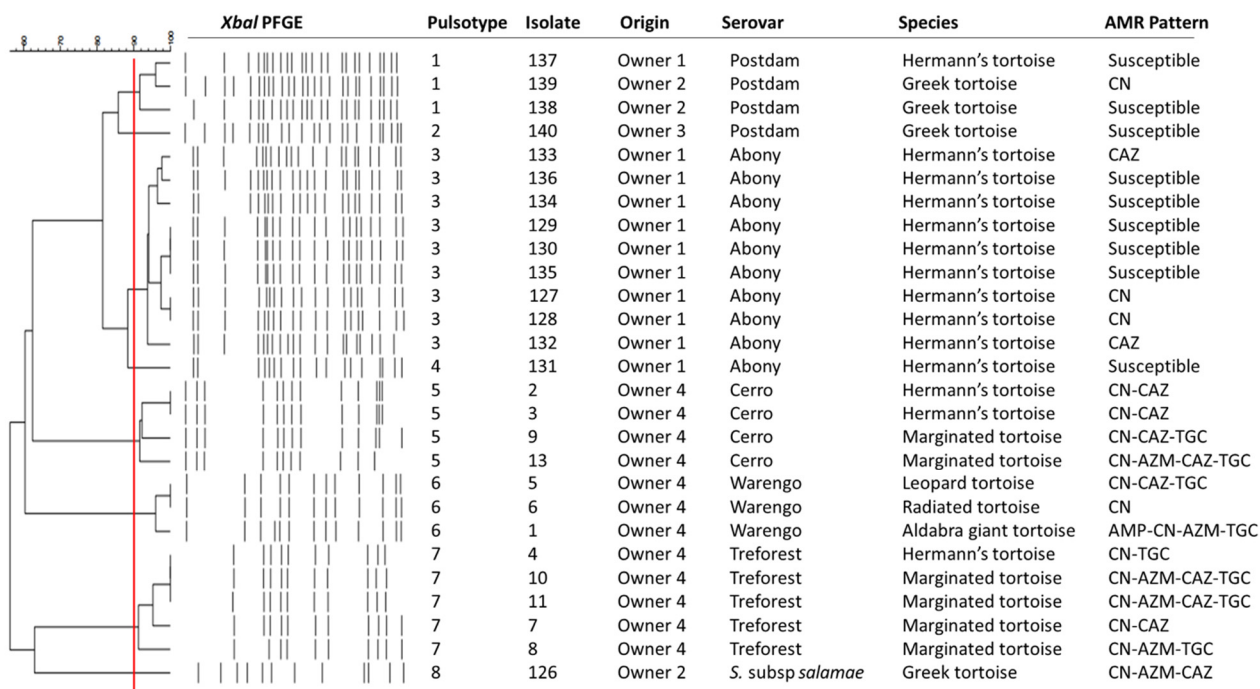 XbaI PFGE Pulsotype Isolate Origin Serovar Species AMR Pattern
60 70 80 90 100
1 137 Owner 1 Postdam Hermann's tortoise Susceptible
1 139 Owner 2 Postdam Greek tortoise CN
1 138 Owner 2 Postdam Greek tortoise Susceptible
2 140 Owner 3 Postdam Greek tortoise Susceptible
3 133 Owner 1 Abony Hermann's tortoise CAZ
3 136 Owner 1 Abony Hermann's tortoise Susceptible
3 134 Owner 1 Abony Hermann's tortoise Susceptible
3 129 Owner 1 Abony Hermann's tortoise Susceptible
3 130 Owner 1 Abony Hermann's tortoise Susceptible
3 135 Owner 1 Abony Hermann's tortoise Susceptible
3 127 Owner 1 Abony Hermann's tortoise CN
3 128 Owner 1 Abony Hermann's tortoise CN
3 132 Owner 1 Abony Hermann's tortoise CAZ
4 131 Owner 1 Abony Hermann's tortoise Susceptible
5 2 Owner 4 Cerro Hermann's tortoise CN-CAZ
5 3 Owner 4 Cerro Hermann's tortoise CN-CAZ
5 9 Owner 4 Cerro Marginated tortoise CN-CAZ-TGC
5 13 Owner 4 Cerro Marginated tortoise CN-AZM-CAZ-TGC
6 5 Owner 4 Warengo Leopard tortoise CN-CAZ-TGC
6 6 Owner 4 Warengo Radiated tortoise CN
6 1 Owner 4 Warengo Aldabra giant tortoise AMP-CN-AZM-TGC
7 4 Owner 4 Treforest Hermann's tortoise CN-TGC
7 10 Owner 4 Treforest Marginated tortoise CN-AZM-CAZ-TGC
7 11 Owner 4 Treforest Marginated tortoise CN-AZM-CAZ-TGC
7 7 Owner 4 Treforest Marginated tortoise CN-CAZ
7 8 Owner 4 Treforest Marginated tortoise CN-AZM-TGC
8 126 Owner 2 S. subsp salamae Greek tortoise CN-AZM-CAZ